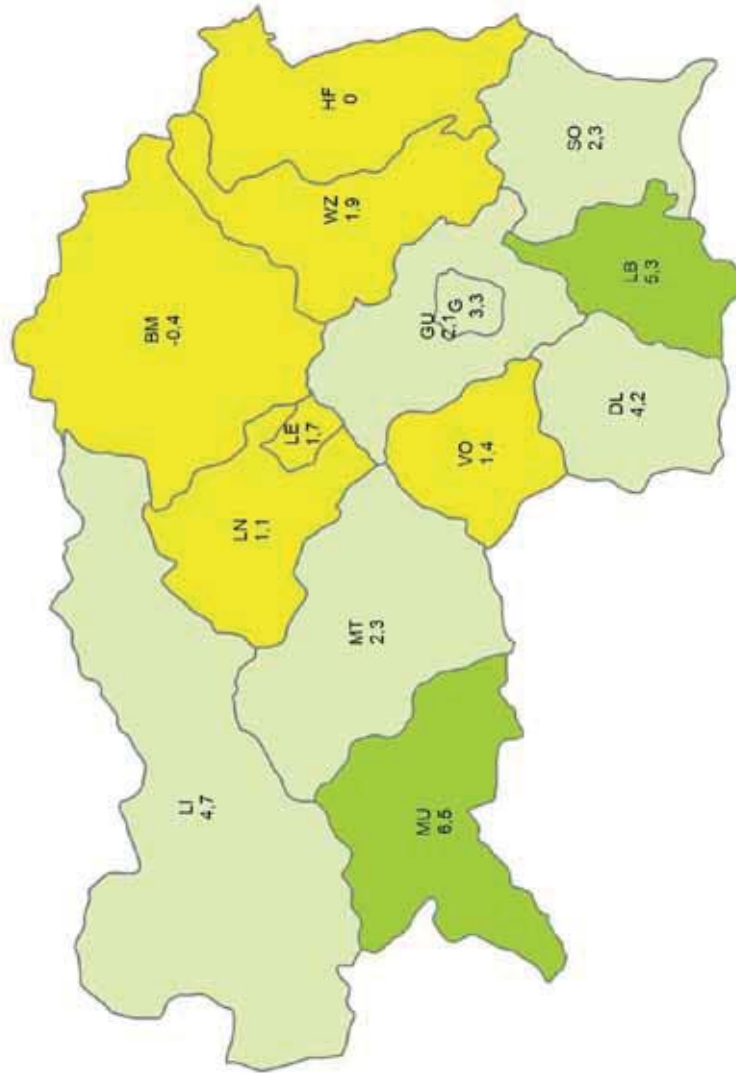 BM
-0,4
LI
4,7
LN
1,1
LE
1,7
HF
0
WZ
1,9
MT
2,3
MU
6,5
GU
2,1
G
3,3
VO
1,4
SO
2,3
DL
4,2
LB
5,3